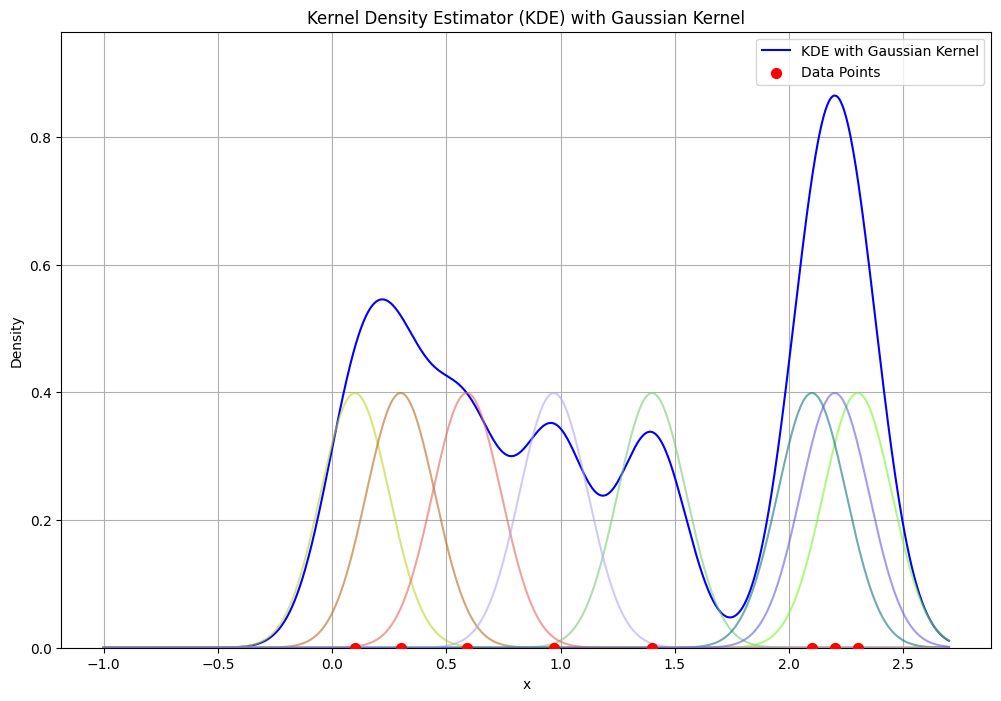 Kernel Density Estimator (KDE) with Gaussian Kernel
KDE with Gaussian Kernel
Data Points
Density
0.8
0.6
0.4
0.2
0.0
−1.0 −0.5 0.0 0.5 1.0 1.5 2.0 2.5
x